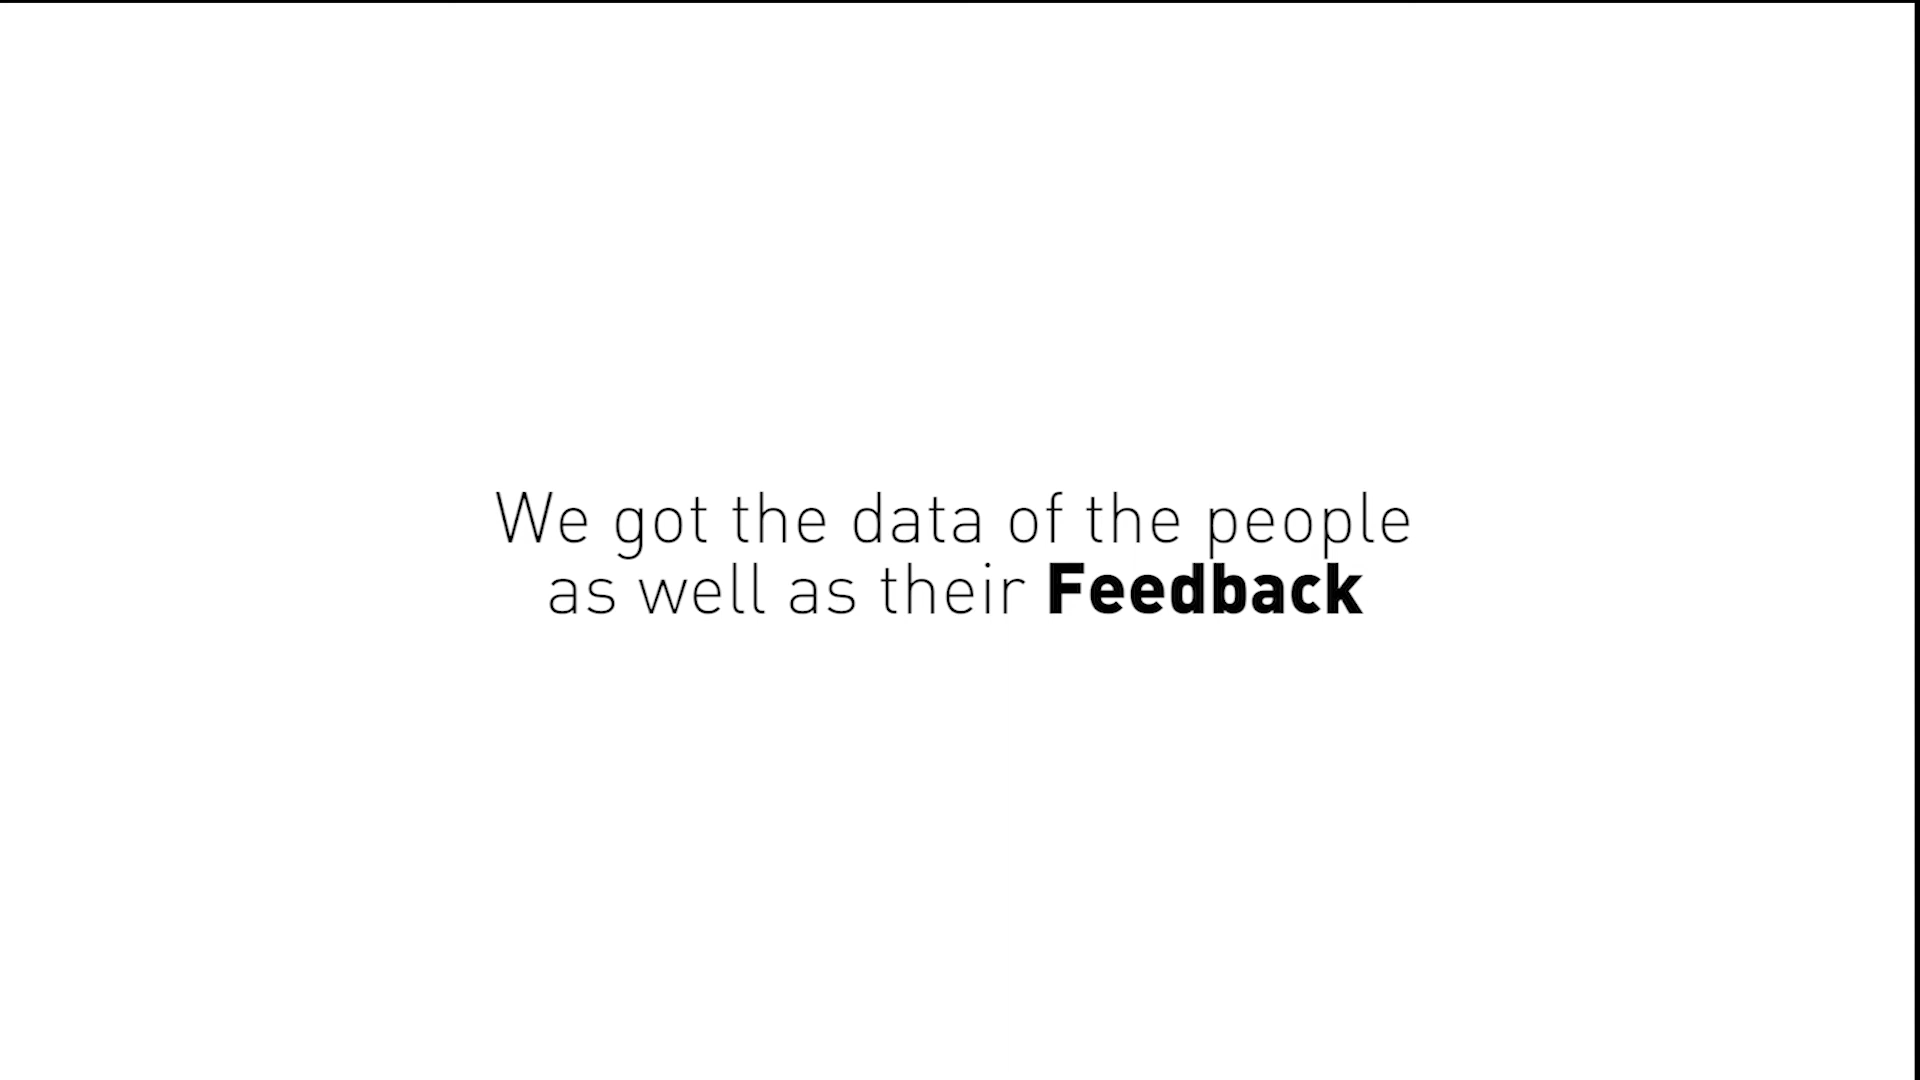 We got the data of the people
as well as their Feedback